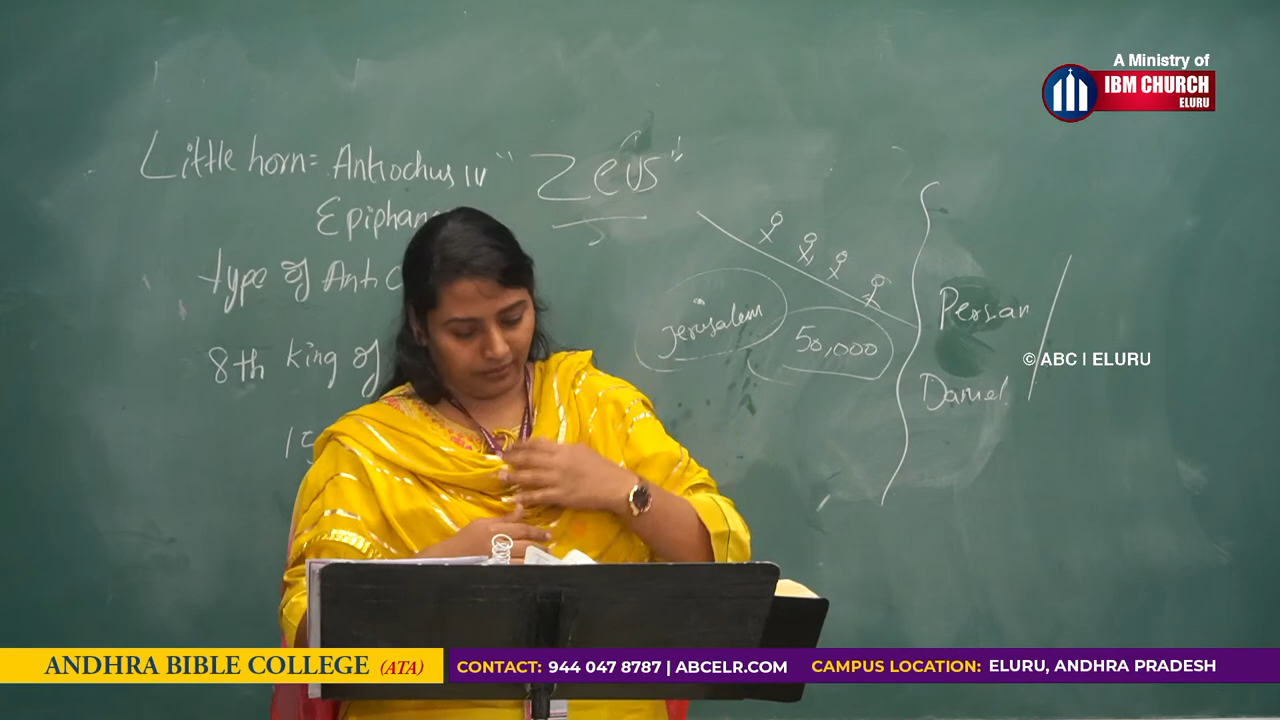 A Ministry of
IBM CHURCH
ELURU
Little horn = Antiochus IV "Zeus"
Epiphan
type of Anti C
8th king of
15
Jerusalem
50,000
Persian
Daniel
© ABC | ELURU
ANDHRA BIBLE COLLEGE (ATA)
CONTACT: 944 047 8787 | ABCELR.COM
CAMPUS LOCATION: ELURU, ANDHRA PRADESH